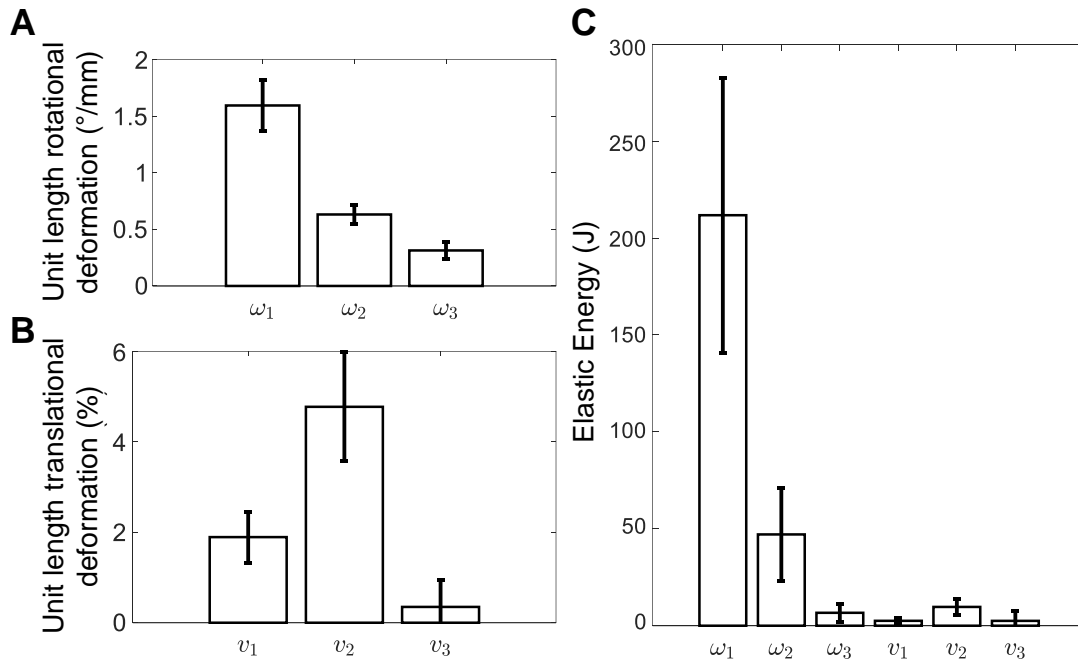 A
Unit length rotational
deformation (°/mm)
2
1.5
1
0.5
0
ω1
ω2
ω3
B
Unit length translational
deformation (%)
6
4
2
0
v1
v2
v3
C
Elastic Energy (J)
300
250
200
150
100
50
0
ω1
ω2
ω3
v1
v2
v3